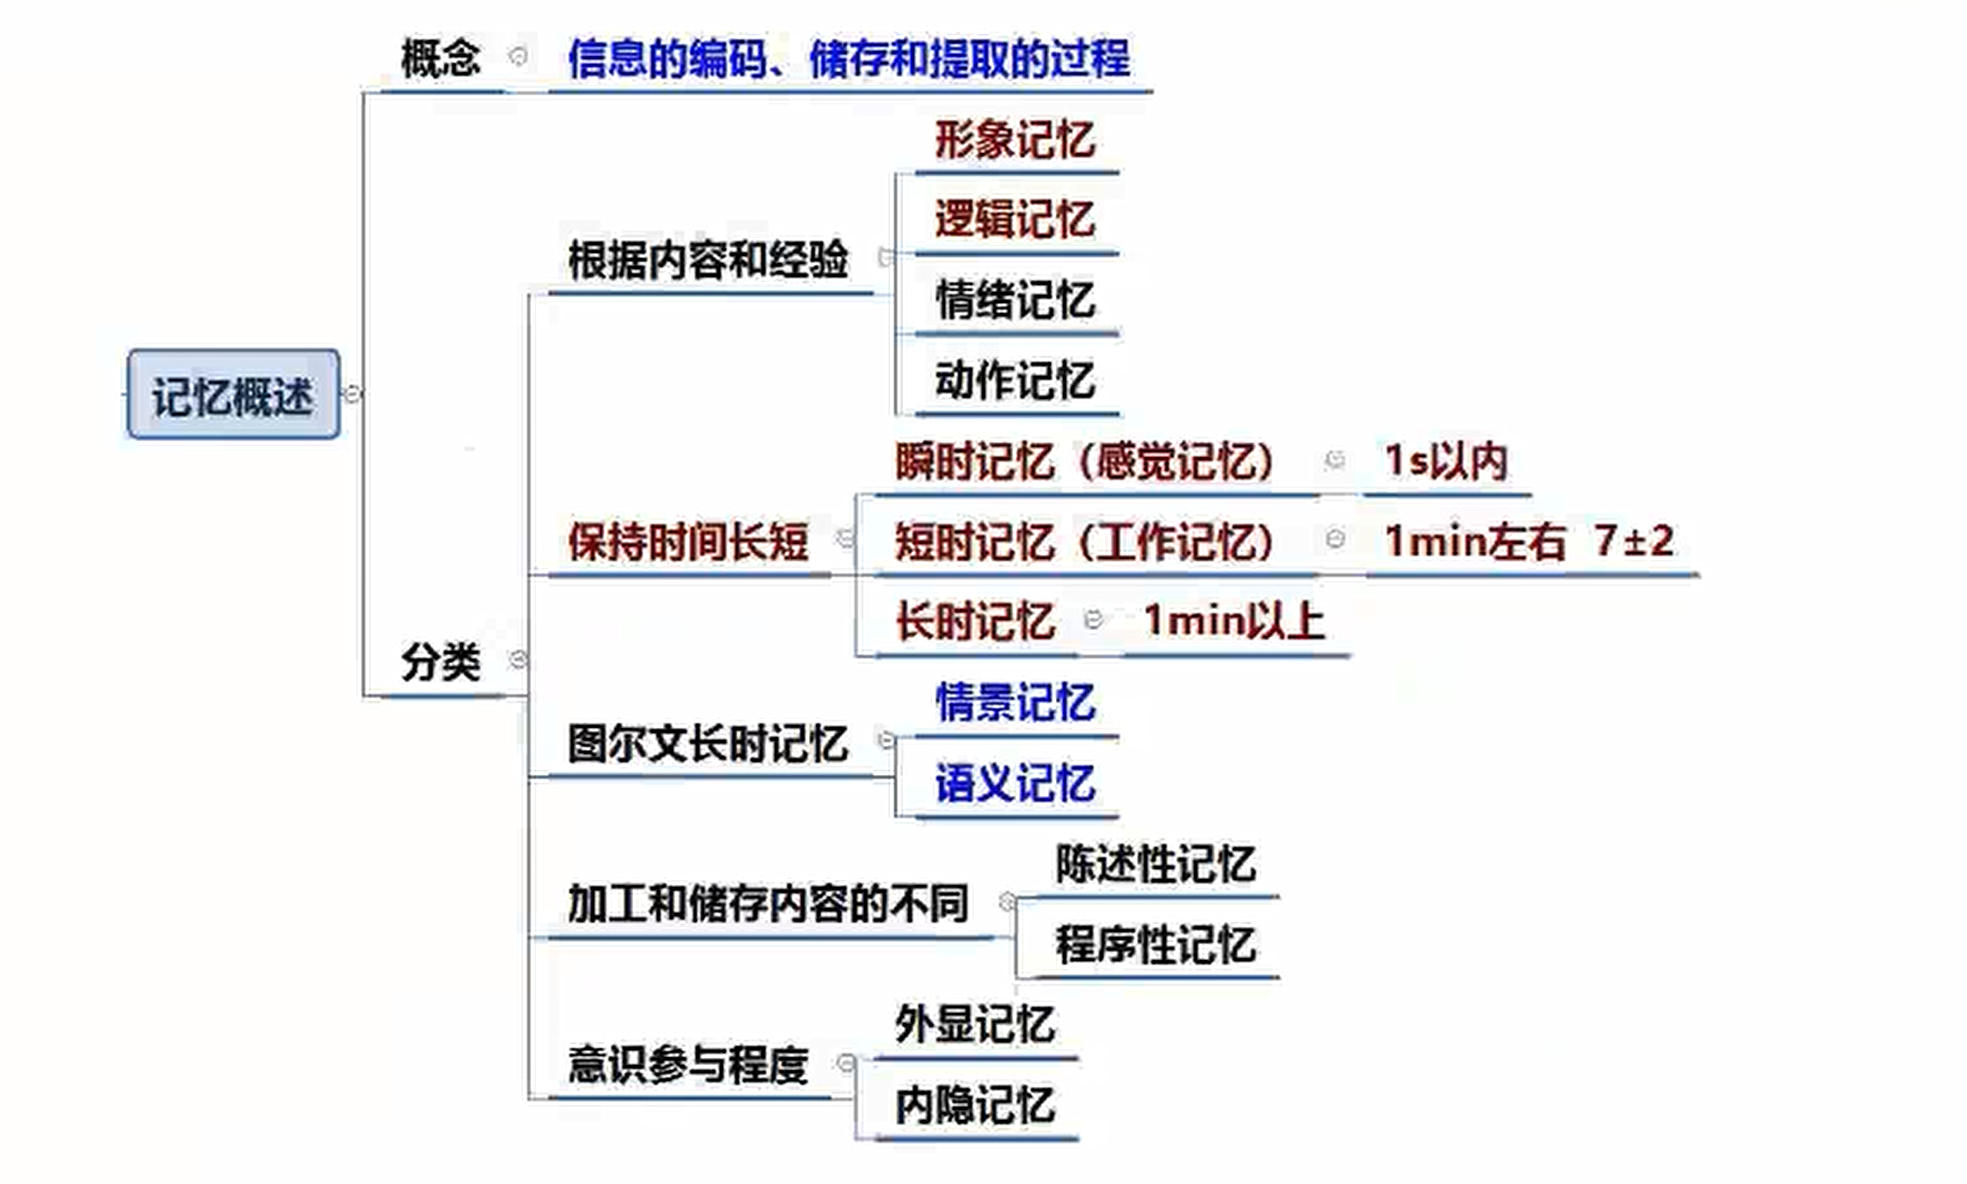 概念 信息的编码、储存和提取的过程
形象记忆
逻辑记忆
根据内容和经验
情绪记忆
动作记忆
记忆概述
瞬时记忆（感觉记忆） 1s以内
保持时间长短 短时记忆（工作记忆） 1min左右 7±2
长时记忆 1min以上
分类
情景记忆
图尔文长时记忆
语义记忆
陈述性记忆
加工和储存内容的不同
程序性记忆
外显记忆
意识参与程度
内隐记忆